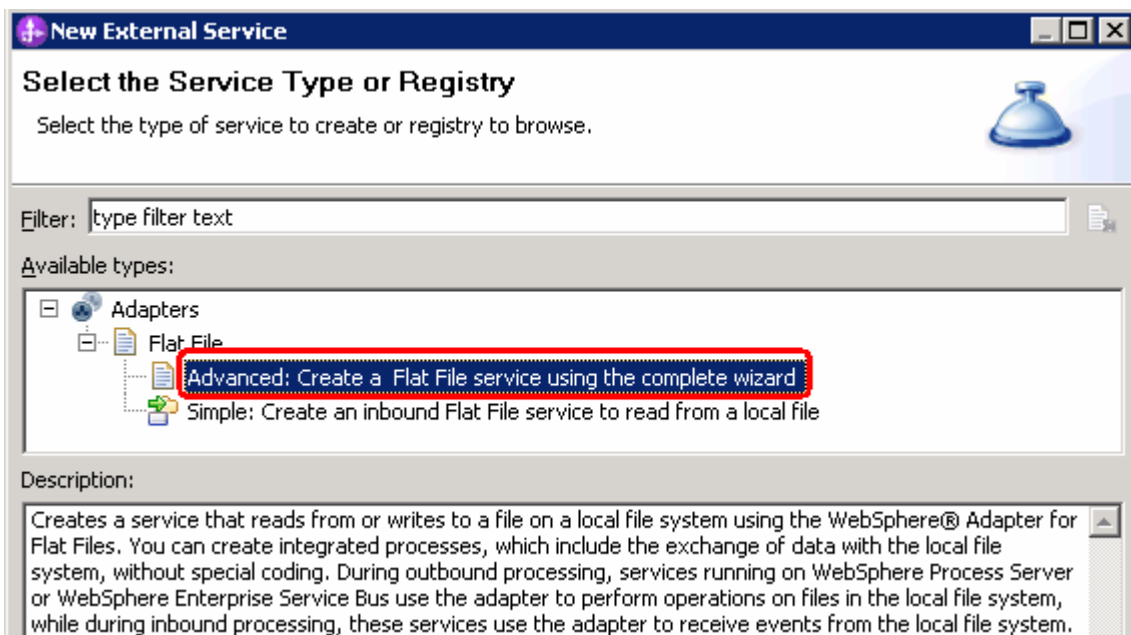 New External Service
Select the Service Type or Registry
Select the type of service to create or registry to browse.
Filter: type filter text
Available types:
Adapters
Flat File
Advanced: Create a  Flat File service using the complete wizard
Simple: Create an inbound Flat File service to read from a local file
Description:
Creates a service that reads from or writes to a file on a local file system using the WebSphere® Adapter for
Flat Files. You can create integrated processes, which include the exchange of data with the local file
system, without special coding. During outbound processing, services running on WebSphere Process Server
or WebSphere Enterprise Service Bus use the adapter to perform operations on files in the local file system,
while during inbound processing, these services use the adapter to receive events from the local file system.